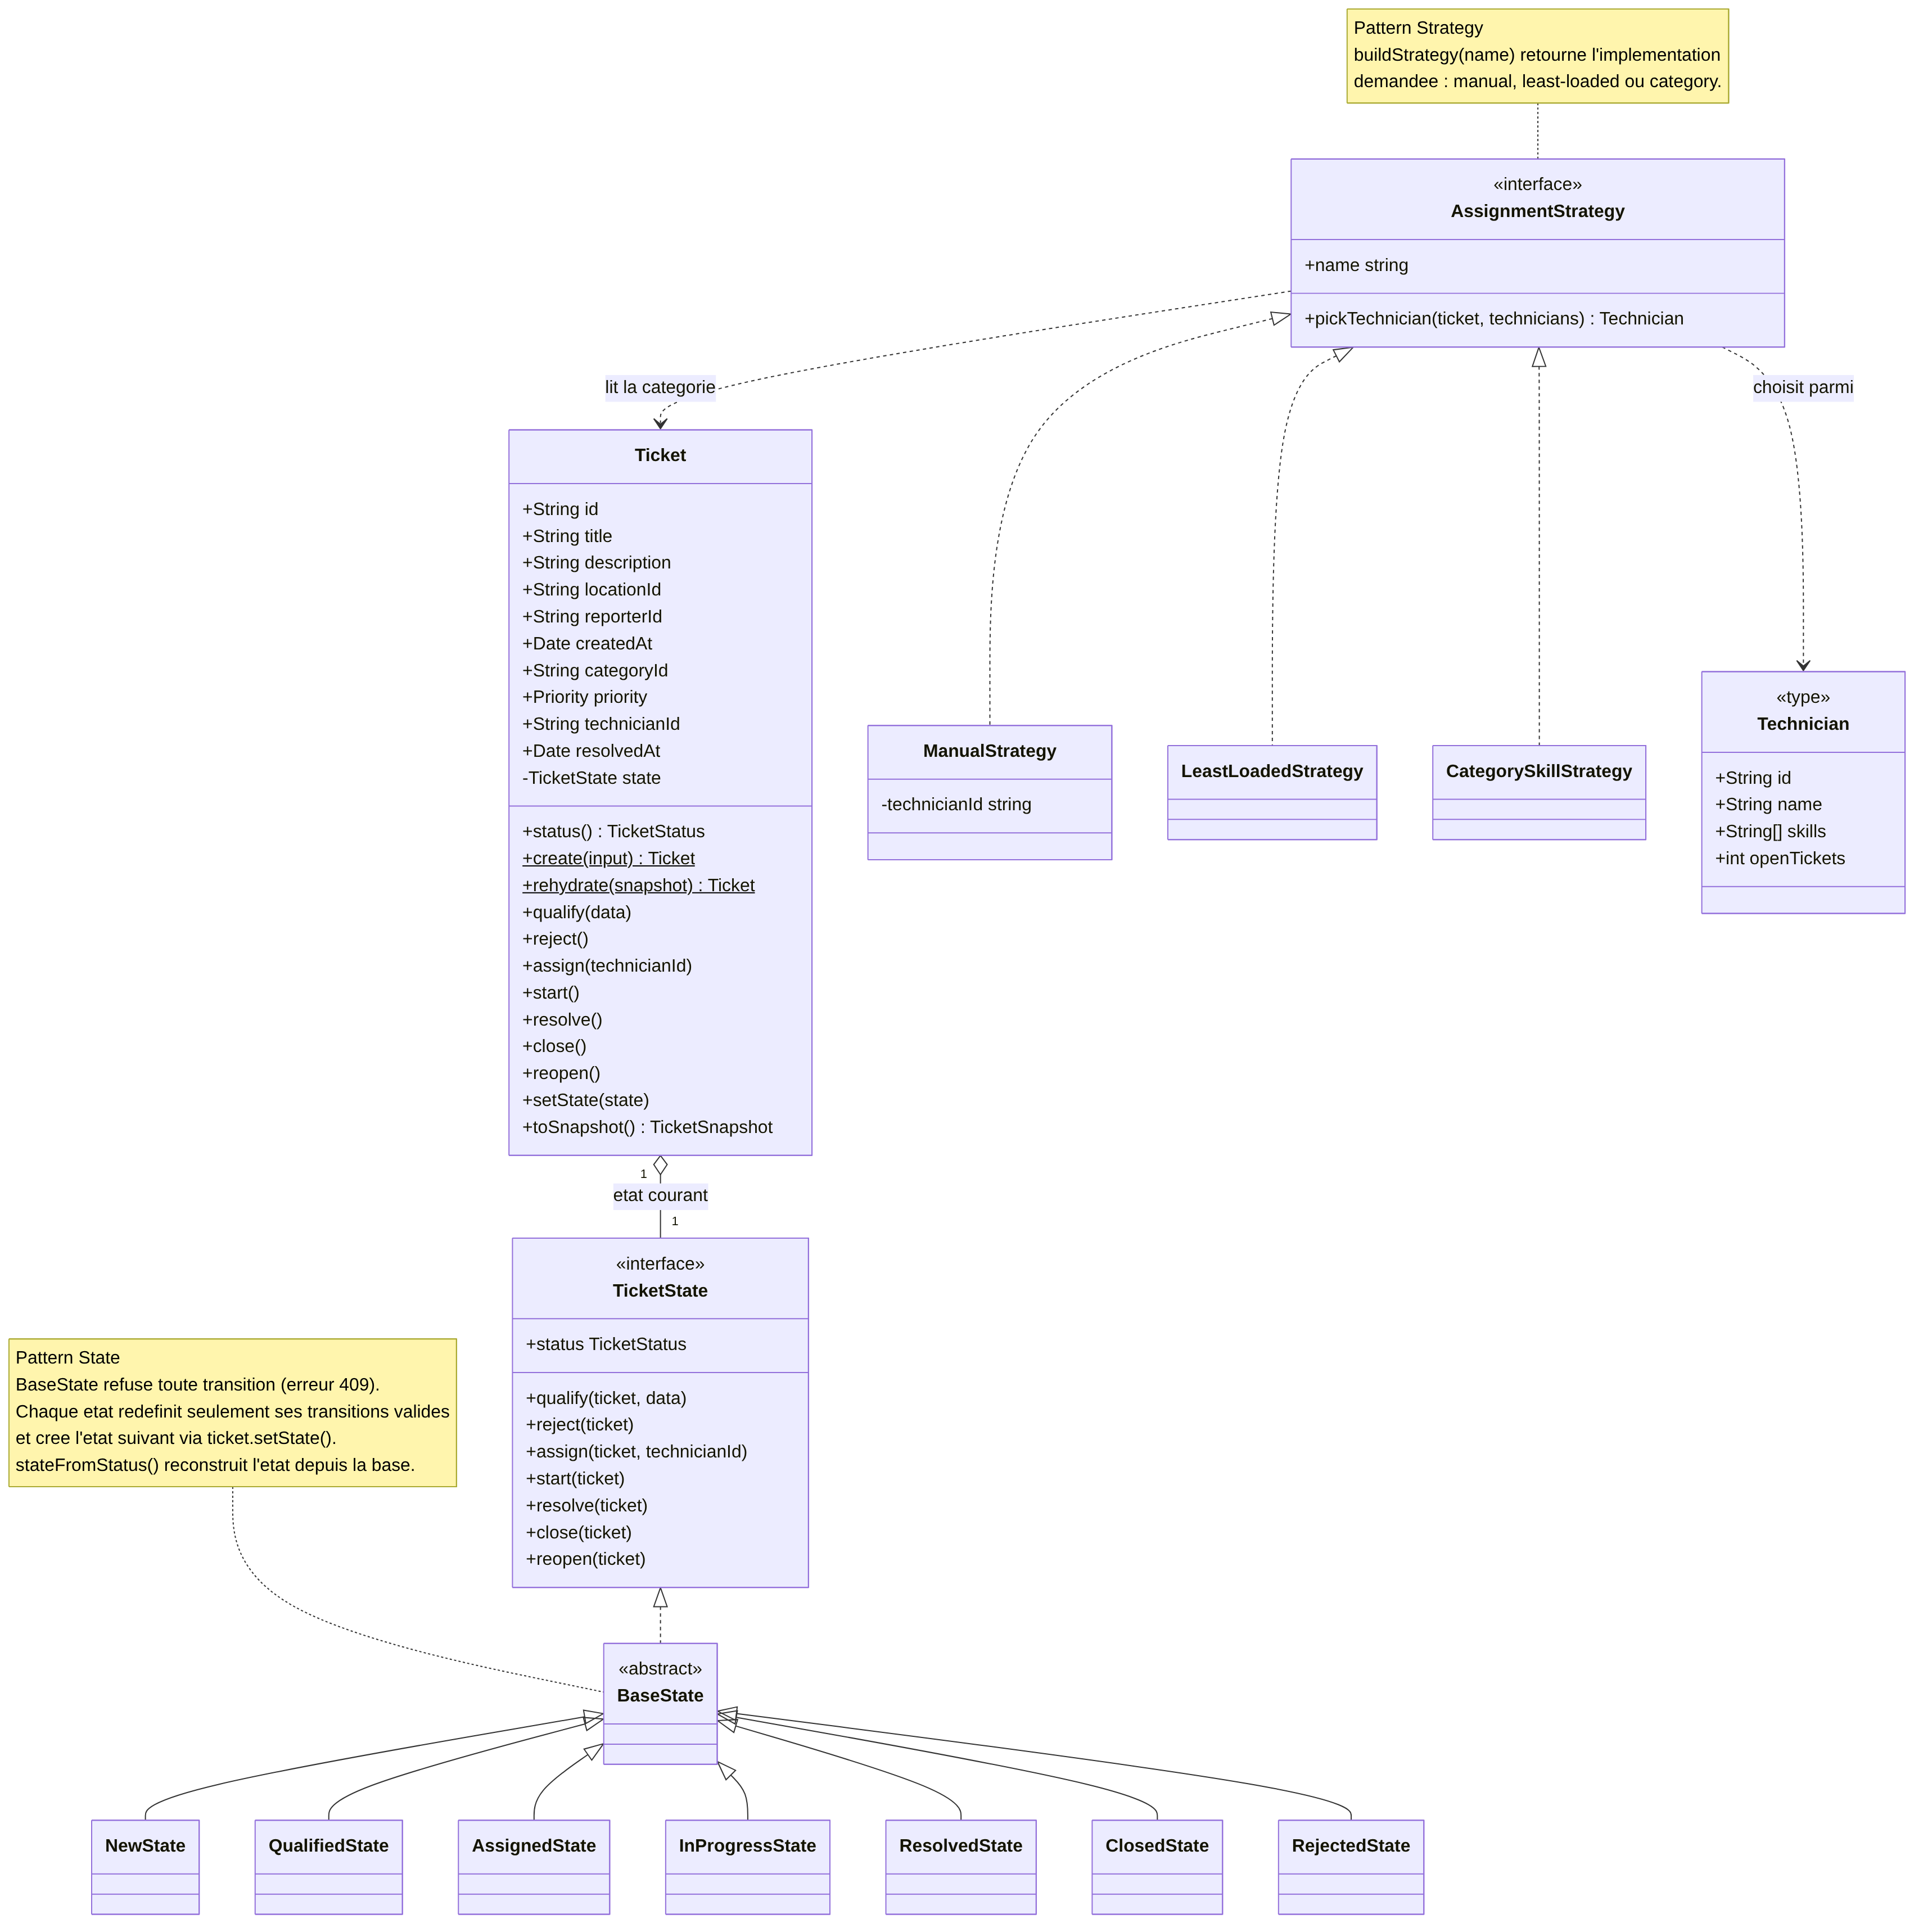 Pattern Strategy
buildStrategy(name) retourne l'implementation
demandee : manual, least-loaded ou category.
«interface»
AssignmentStrategy
+name string
+pickTechnician(ticket, technicians) : Technician
lit la categorie
choisit parmi
Ticket
+String id
+String title
+String description
+String locationId
+String reporterId
+Date createdAt
+String categoryId
+Priority priority
+String technicianId
+Date resolvedAt
-TicketState state
+status() : TicketStatus
+create(input) : Ticket
+rehydrate(snapshot) : Ticket
+qualify(data)
+reject()
+assign(technicianId)
+start()
+resolve()
+close()
+reopen()
+setState(state)
+toSnapshot() : TicketSnapshot
ManualStrategy
-technicianId string
LeastLoadedStrategy
CategorySkillStrategy
«type»
Technician
+String id
+String name
+String[] skills
+int openTickets
1
etat courant
1
«interface»
TicketState
+status TicketStatus
+qualify(ticket, data)
+reject(ticket)
+assign(ticket, technicianId)
+start(ticket)
+resolve(ticket)
+close(ticket)
+reopen(ticket)
Pattern State
BaseState refuse toute transition (erreur 409).
Chaque etat redefinit seulement ses transitions valides
et cree l'etat suivant via ticket.setState().
stateFromStatus() reconstruit l'etat depuis la base.
«abstract»
BaseState
NewState
QualifiedState
AssignedState
InProgressState
ResolvedState
ClosedState
RejectedState